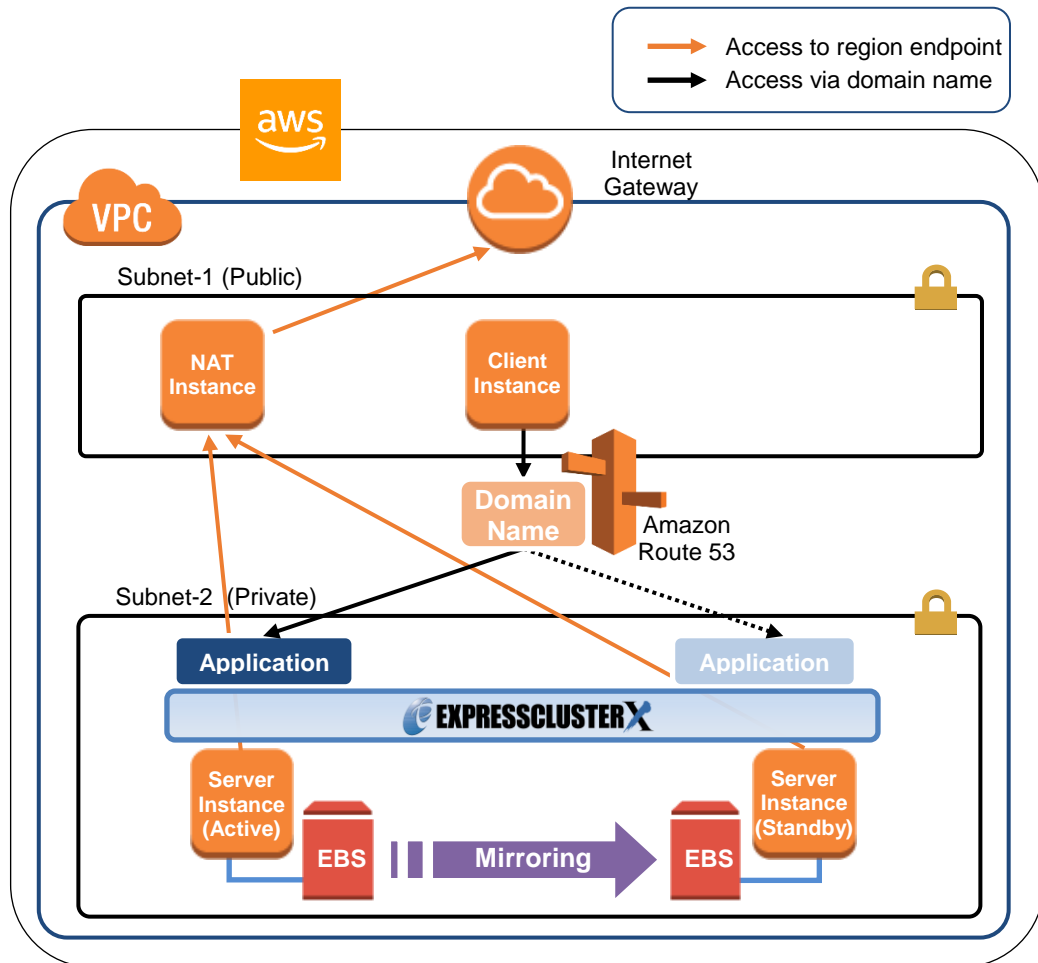 Access to region endpoint
Access via domain name
aws
Internet
Gateway
VPC
Subnet-1 (Public)
NAT
Instance
Client
Instance
Domain
Name
Amazon
Route 53
Subnet-2 (Private)
Application
Application
EXPRESSCLUSTER X
Server
Instance
(Active)
Server
Instance
(Standby)
EBS
Mirroring
EBS